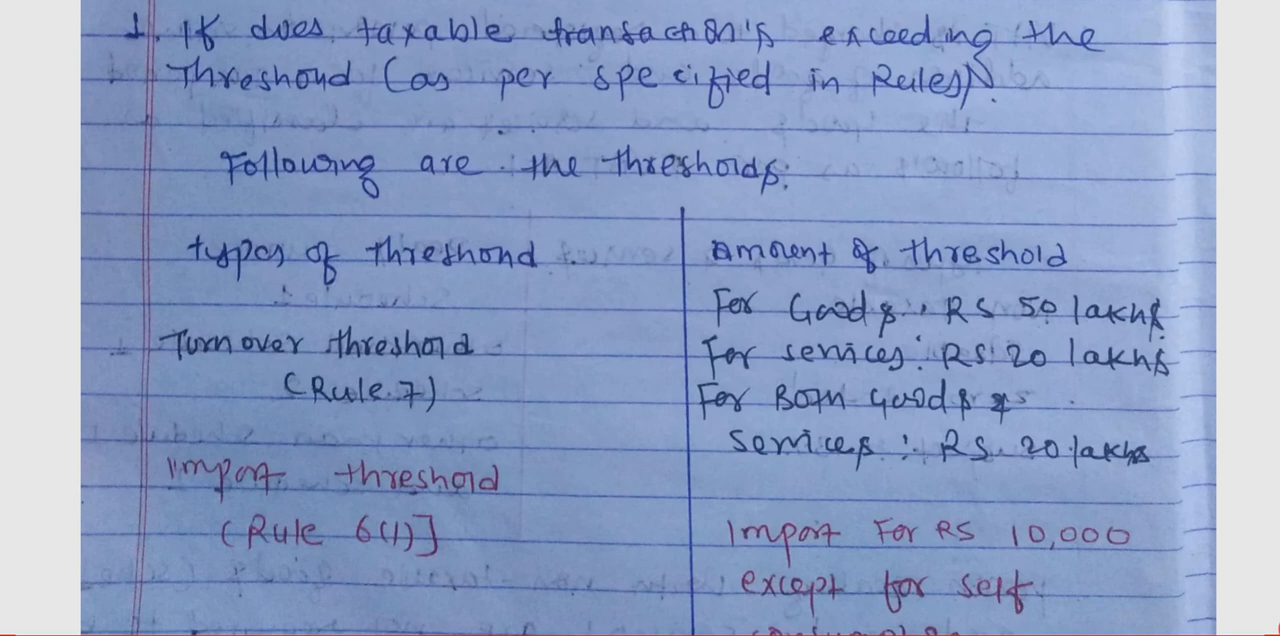 1. If does taxable transaction's exceeding the
Threshond (as per specified in Rules).
Following are the thresholds:
types of threshond
Amount of threshold
For Goods: RS 50 lakhs
Turnover threshold
(Rule 7)
For services: RS. 20 lakhs
For Both Goods &
Services: RS. 20 lakhs
Import threshold
(Rule 6(1)]
Import For RS 10,000
except for self